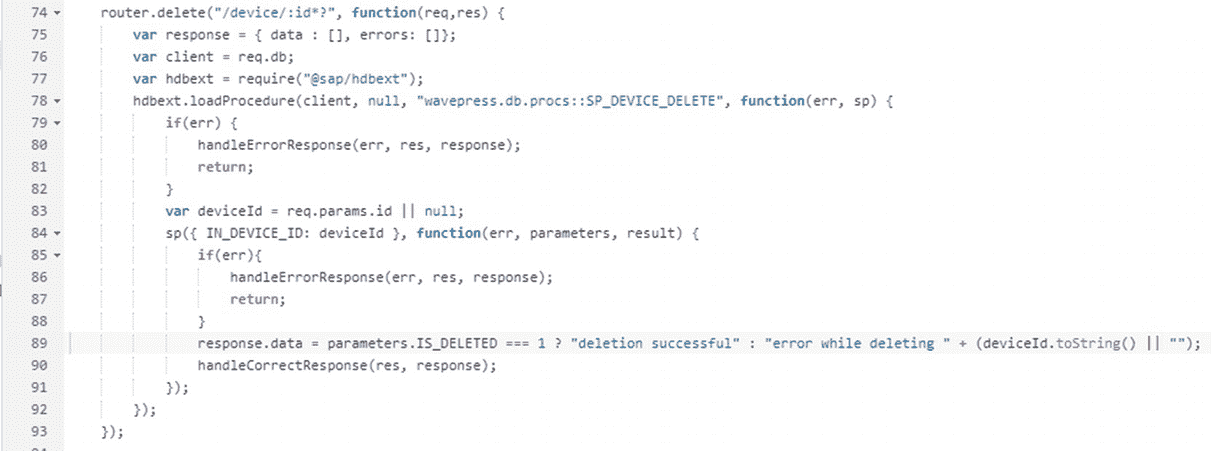 74 router.delete("/device/:id*?", function(req,res) {
75 var response = { data : [], errors: []};
76 var client = req.db;
77 var hdbext = require("@sap/hdbext");
78 hdbext.loadProcedure(client, null, "wavepress.db.procs::SP_DEVICE_DELETE", function(err, sp) {
79 if(err) {
80 handleErrorResponse(err, res, response);
81 return;
82 }
83 var deviceId = req.params.id || null;
84 sp({ IN_DEVICE_ID: deviceId }, function(err, parameters, result) {
85 if(err){
86 handleErrorResponse(err, res, response);
87 return;
88 }
89 response.data = parameters.IS_DELETED === 1 ? "deletion successful" : "error while deleting " + (deviceId.toString() || "");
90 handleCorrectResponse(res, response);
91 });
92 });
93 });